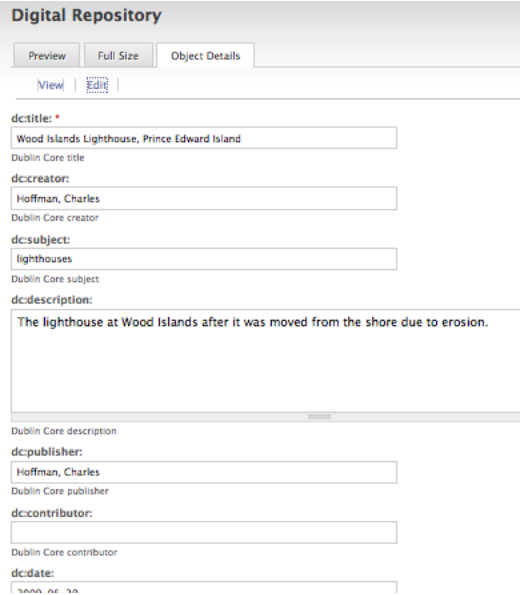 Digital Repository
Preview Full Size Object Details
View Edit
dc:title: *
Wood Islands Lighthouse, Prince Edward Island
Dublin Core title
dc:creator:
Hoffman, Charles
Dublin Core creator
dc:subject:
lighthouses
Dublin Core subject
dc:description:
The lighthouse at Wood Islands after it was moved from the shore due to erosion.
Dublin Core description
dc:publisher:
Hoffman, Charles
Dublin Core publisher
dc:contributor:
Dublin Core contributor
dc:date: